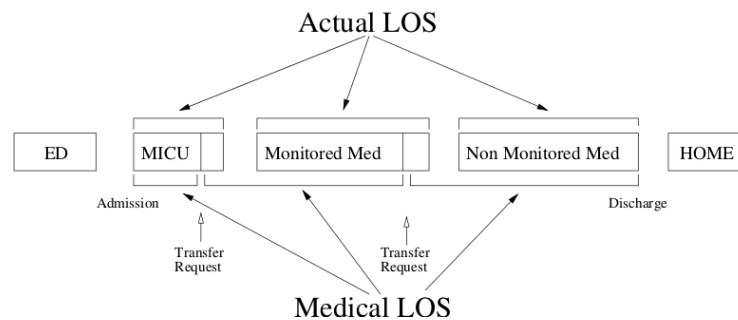 Actual LOS
ED
MICU
Monitored Med
Non Monitored Med
HOME
Admission
Discharge
Transfer
Request
Transfer
Request
Medical LOS